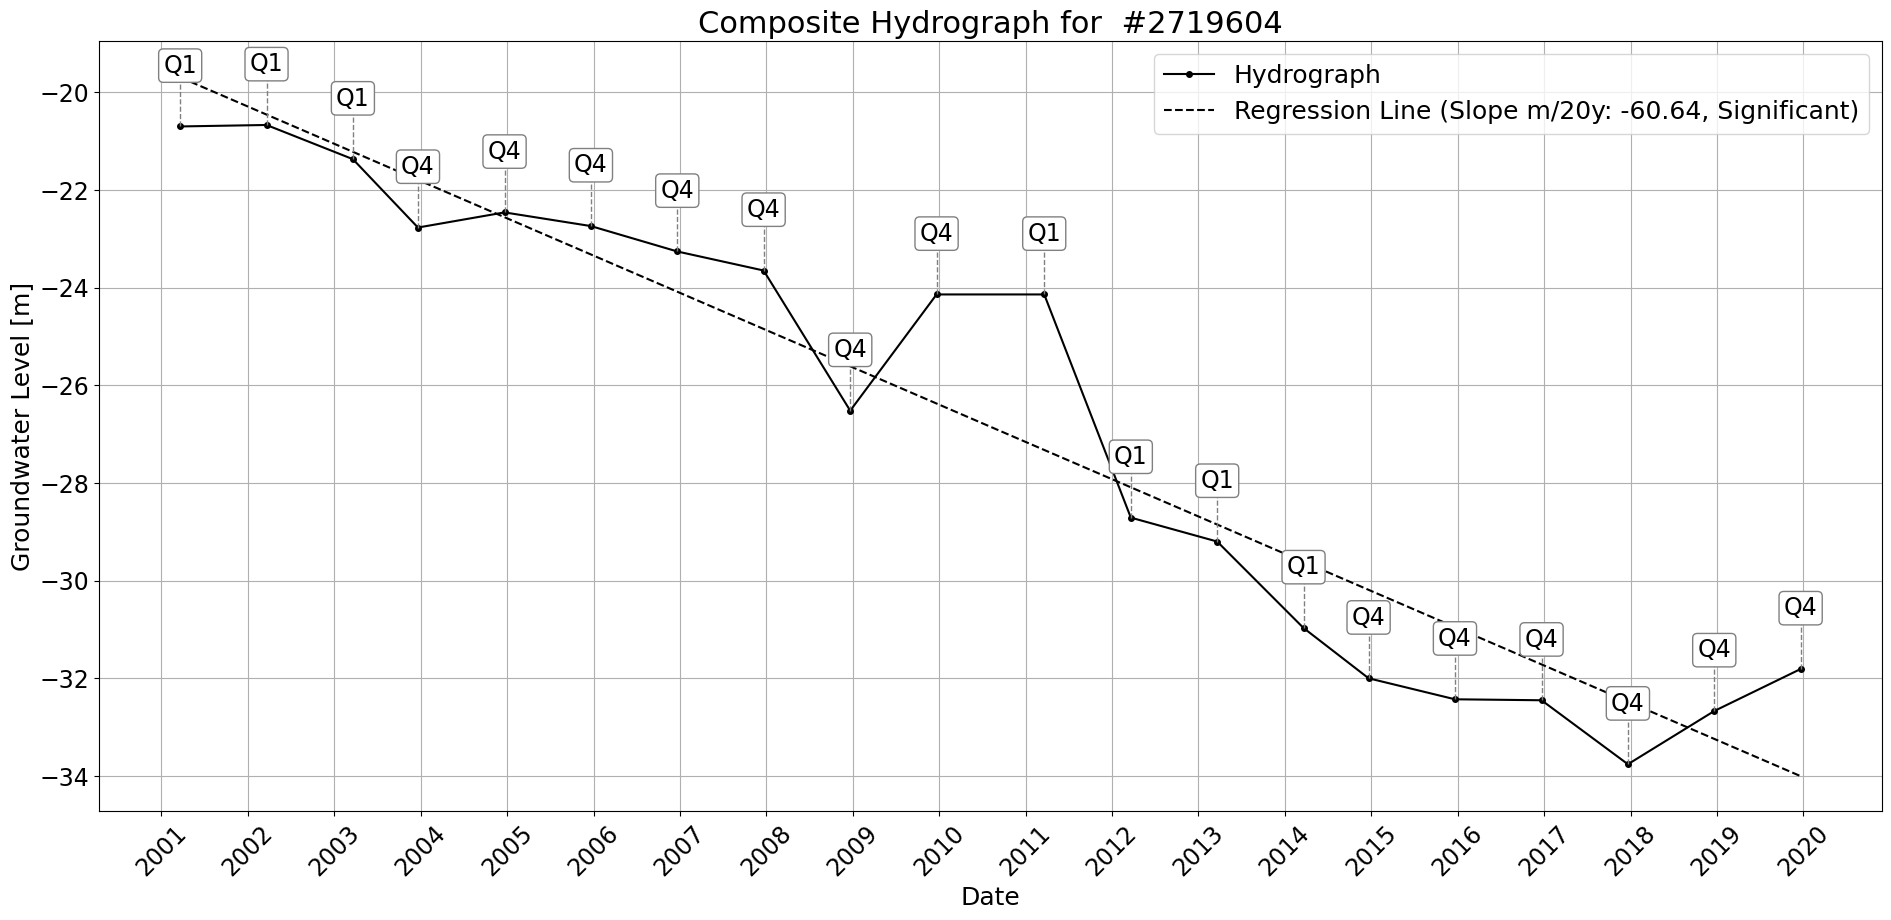 Composite Hydrograph for  #2719604
Hydrograph
Regression Line (Slope m/20y: -60.64, Significant)
Groundwater Level [m]
−20
−22
−24
−26
−28
−30
−32
−34
Q1
Q1
Q1
Q4
Q4
Q4
Q4
Q4
Q4
Q4
Q1
Q1
Q1
Q1
Q4
Q4
Q4
Q4
Q4
Q4
2001
2002
2003
2004
2005
2006
2007
2008
2009
2010
2011
2012
2013
2014
2015
2016
2017
2018
2019
2020
Date